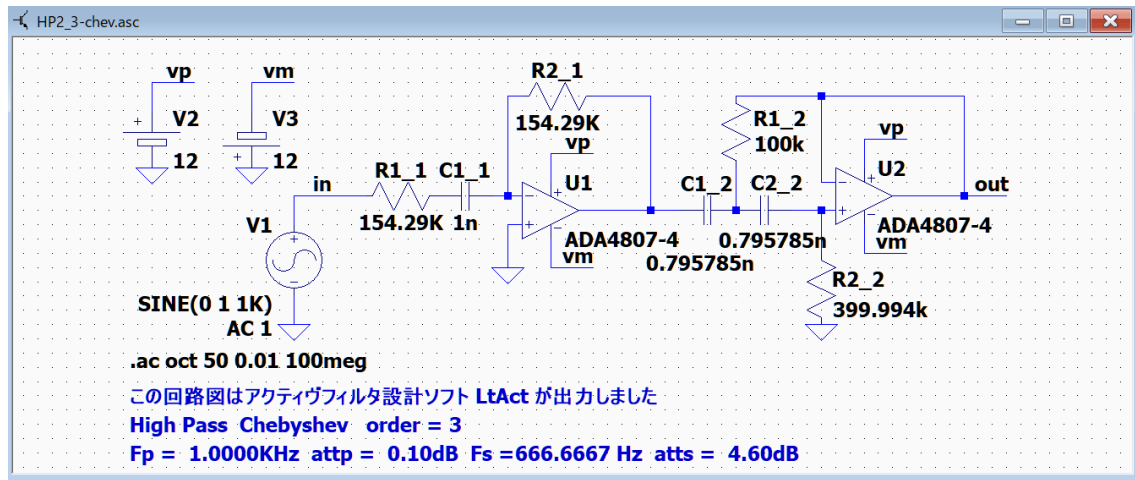 HP2_3-chev.asc
vp
vm
V2
V3
12
12
R2_1
154.29K
vp
R1_1
C1_1
in
154.29K
1n
U1
ADA4807-4
vm
V1
SINE(0 1 1K)
AC 1
R1_2
100k
vp
U2
C1_2
C2_2
out
ADA4807-4
vm
0.795785n
0.795785n
R2_2
399.994k
.ac oct 50 0.01 100meg
この回路図はアクティヴフィルタ設計ソフト LtAct が出力しました
High Pass Chebyshev order = 3
Fp = 1.0000KHz attp = 0.10dB Fs =666.6667 Hz atts = 4.60dB